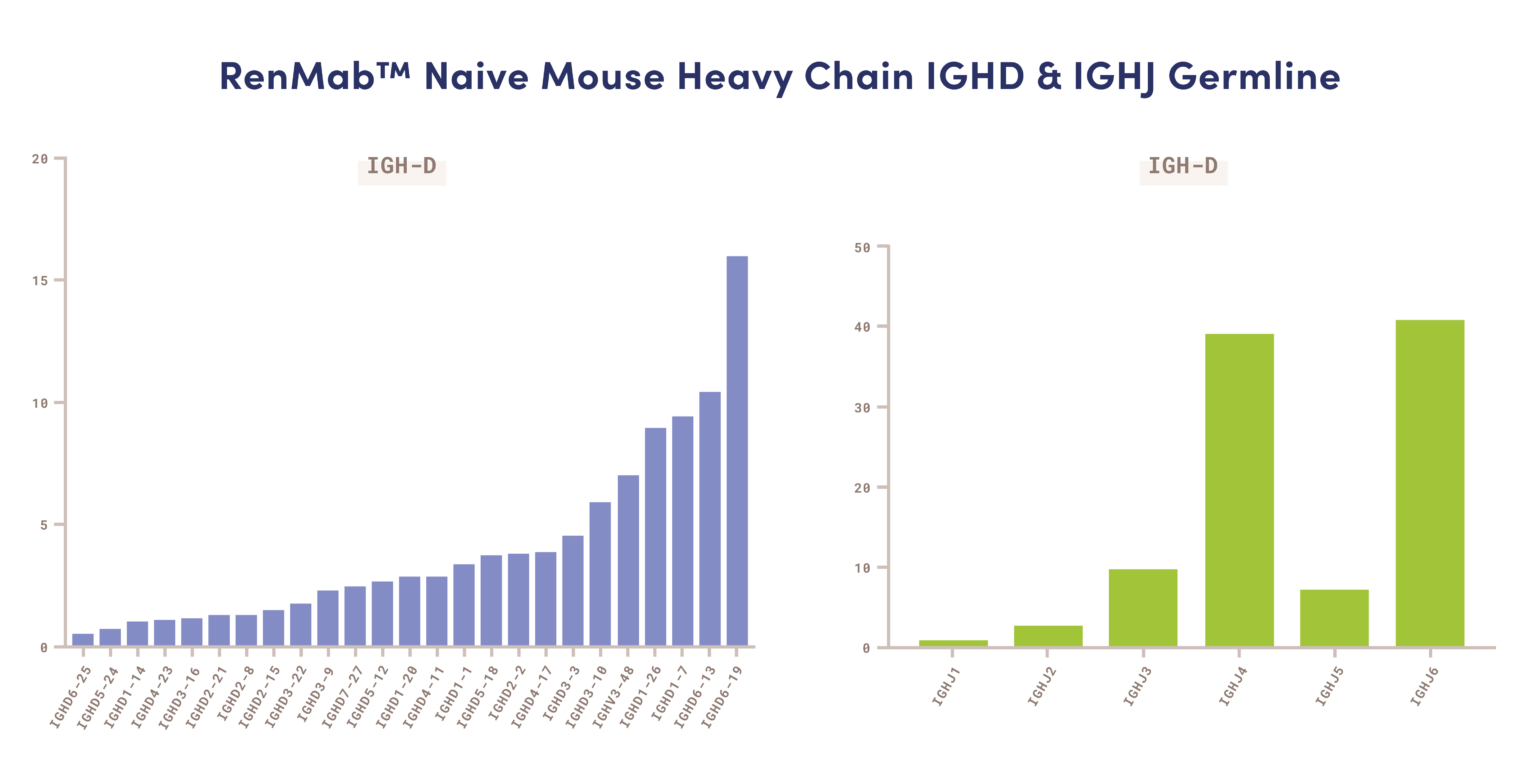 RenMab™ Naive Mouse Heavy Chain IGHD & IGHJ Germline
IGH-D
20
15
10
5
0
IGHD6-25
IGHD5-24
IGHD1-14
IGHD4-23
IGHD3-16
IGHD2-21
IGHD2-8
IGHD2-15
IGHD3-22
IGHD3-9
IGHD7-27
IGHD5-12
IGHD1-20
IGHD4-11
IGHD1-1
IGHD5-18
IGHD2-2
IGHD4-17
IGHD3-3
IGHD3-10
IGHV3-48
IGHD1-26
IGHD1-7
IGHD6-13
IGHD6-19
IGH-D
50
40
30
20
10
0
IGHJ1
IGHJ2
IGHJ3
IGHJ4
IGHJ5
IGHJ6